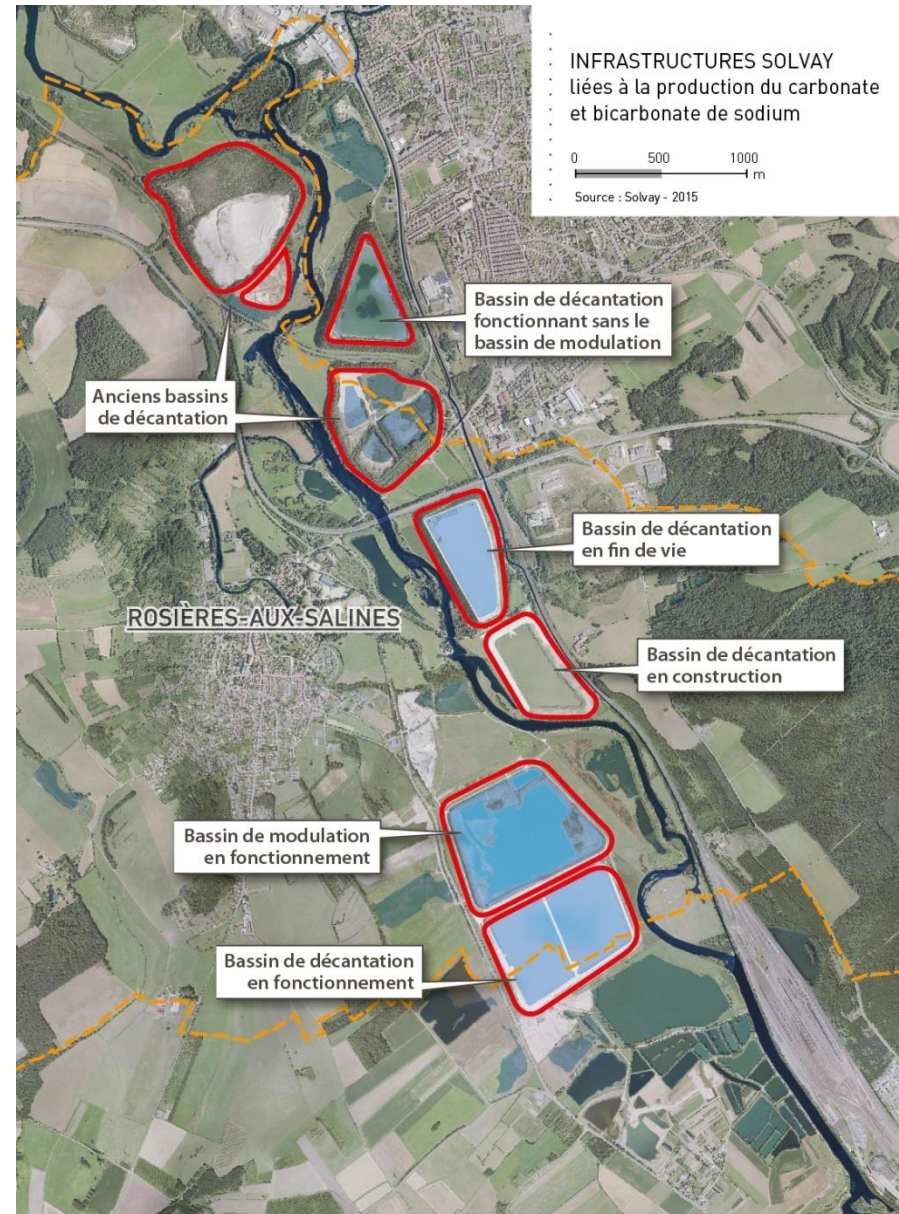 INFRASTRUCTURES SOLVAY
liées à la production du carbonate
et bicarbonate de sodium
0 500 1000
m
Source : Solvay - 2015
Bassin de décantation
fonctionnant sans le
bassin de modulation
Anciens bassins
de décantation
Bassin de décantation
en fin de vie
ROSIÈRES-AUX-SALINES
Bassin de décantation
en construction
Bassin de modulation
en fonctionnement
Bassin de décantation
en fonctionnement